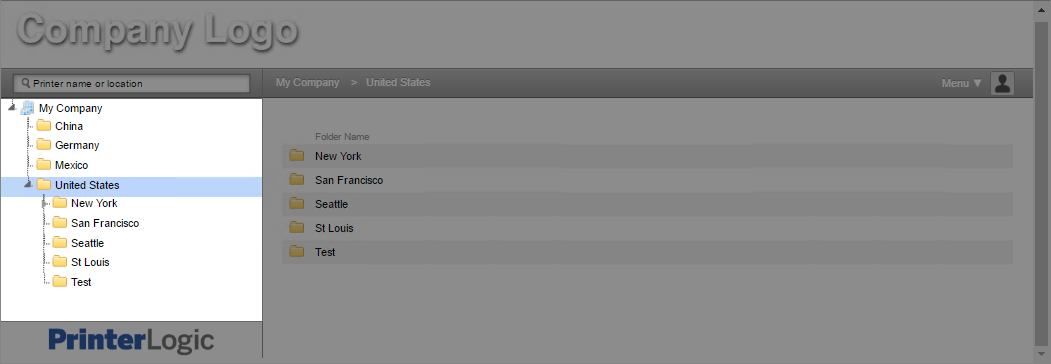 Company Logo
Printer name or location
My Company > United States
Menu ▼
My Company
China
Germany
Mexico
United States
New York
San Francisco
Seattle
St Louis
Test
Folder Name
New York
San Francisco
Seattle
St Louis
Test
PrinterLogic